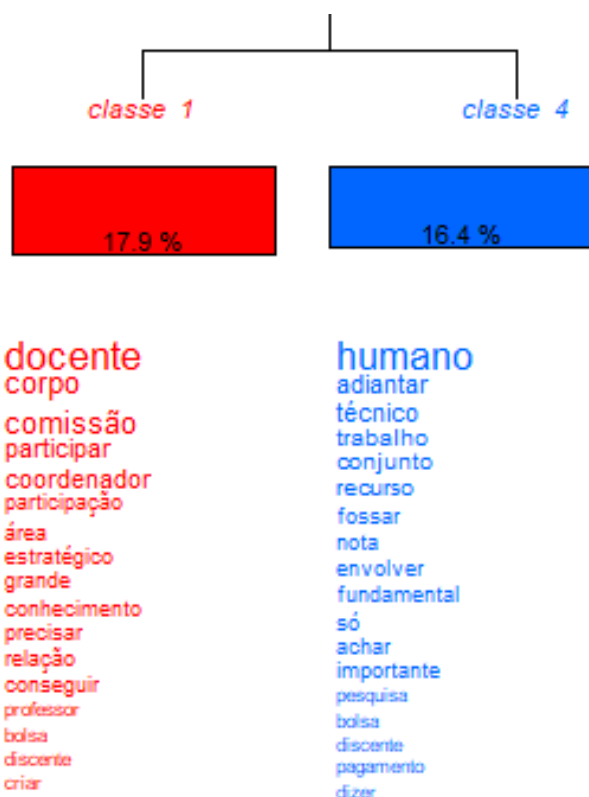 classe 1
17.9 %
docente
corpo
comissão
participar
coordenador
participação
área
estratégico
grande
conhecimento
precisar
relação
conseguir
professor
bolsa
discente
criar
classe 4
16.4 %
humano
adiantar
técnico
trabalho
conjunto
recurso
fossar
nota
envolver
fundamental
só
achar
importante
pesquisa
bolsa
discente
pagamento
dizer